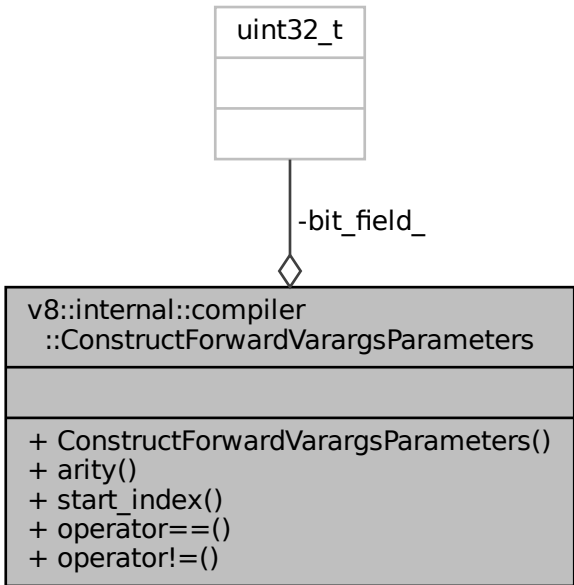 uint32_t
-bit_field_
v8::internal::compiler
::ConstructForwardVarargsParameters
+ ConstructForwardVarargsParameters()
+ arity()
+ start_index()
+ operator==()
+ operator!=()